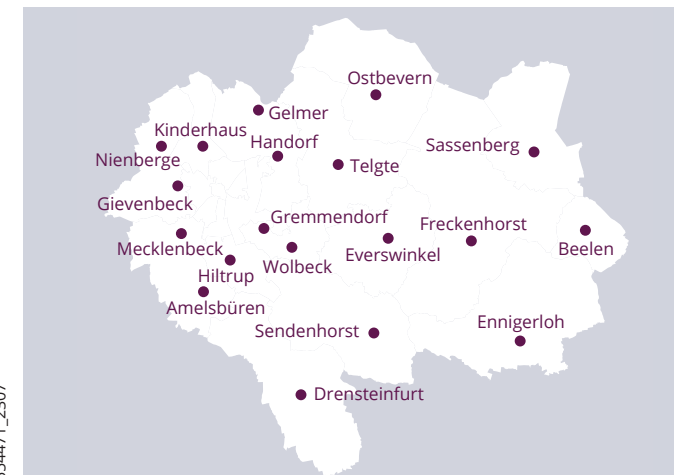 Ostbevern
Gelmer
Kinderhaus
Handorf
Sassenberg
Nienberge
Telgte
Gievenbeck
Gremmendorf
Freckenhorst
Mecklenbeck
Everswinkel
Beelen
Wolbeck
Hiltrup
Amelsbüren
Ennigerloh
Sendenhorst
Drensteinfurt